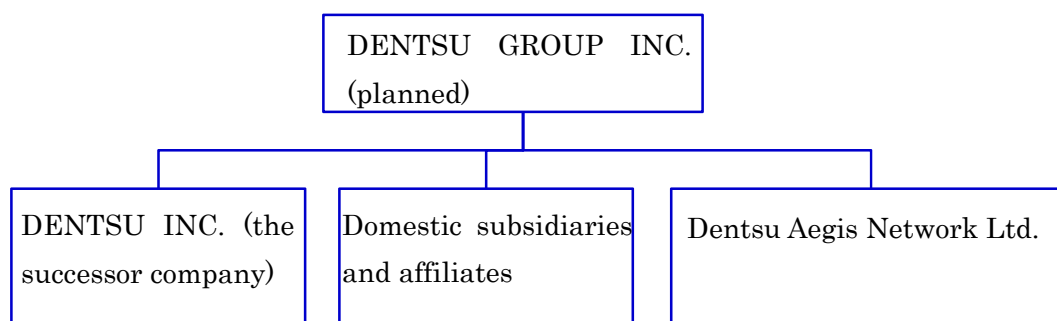 DENTSU GROUP INC.
(planned)
DENTSU INC. (the
successor company)
Domestic subsidiaries
and affiliates
Dentsu Aegis Network Ltd.